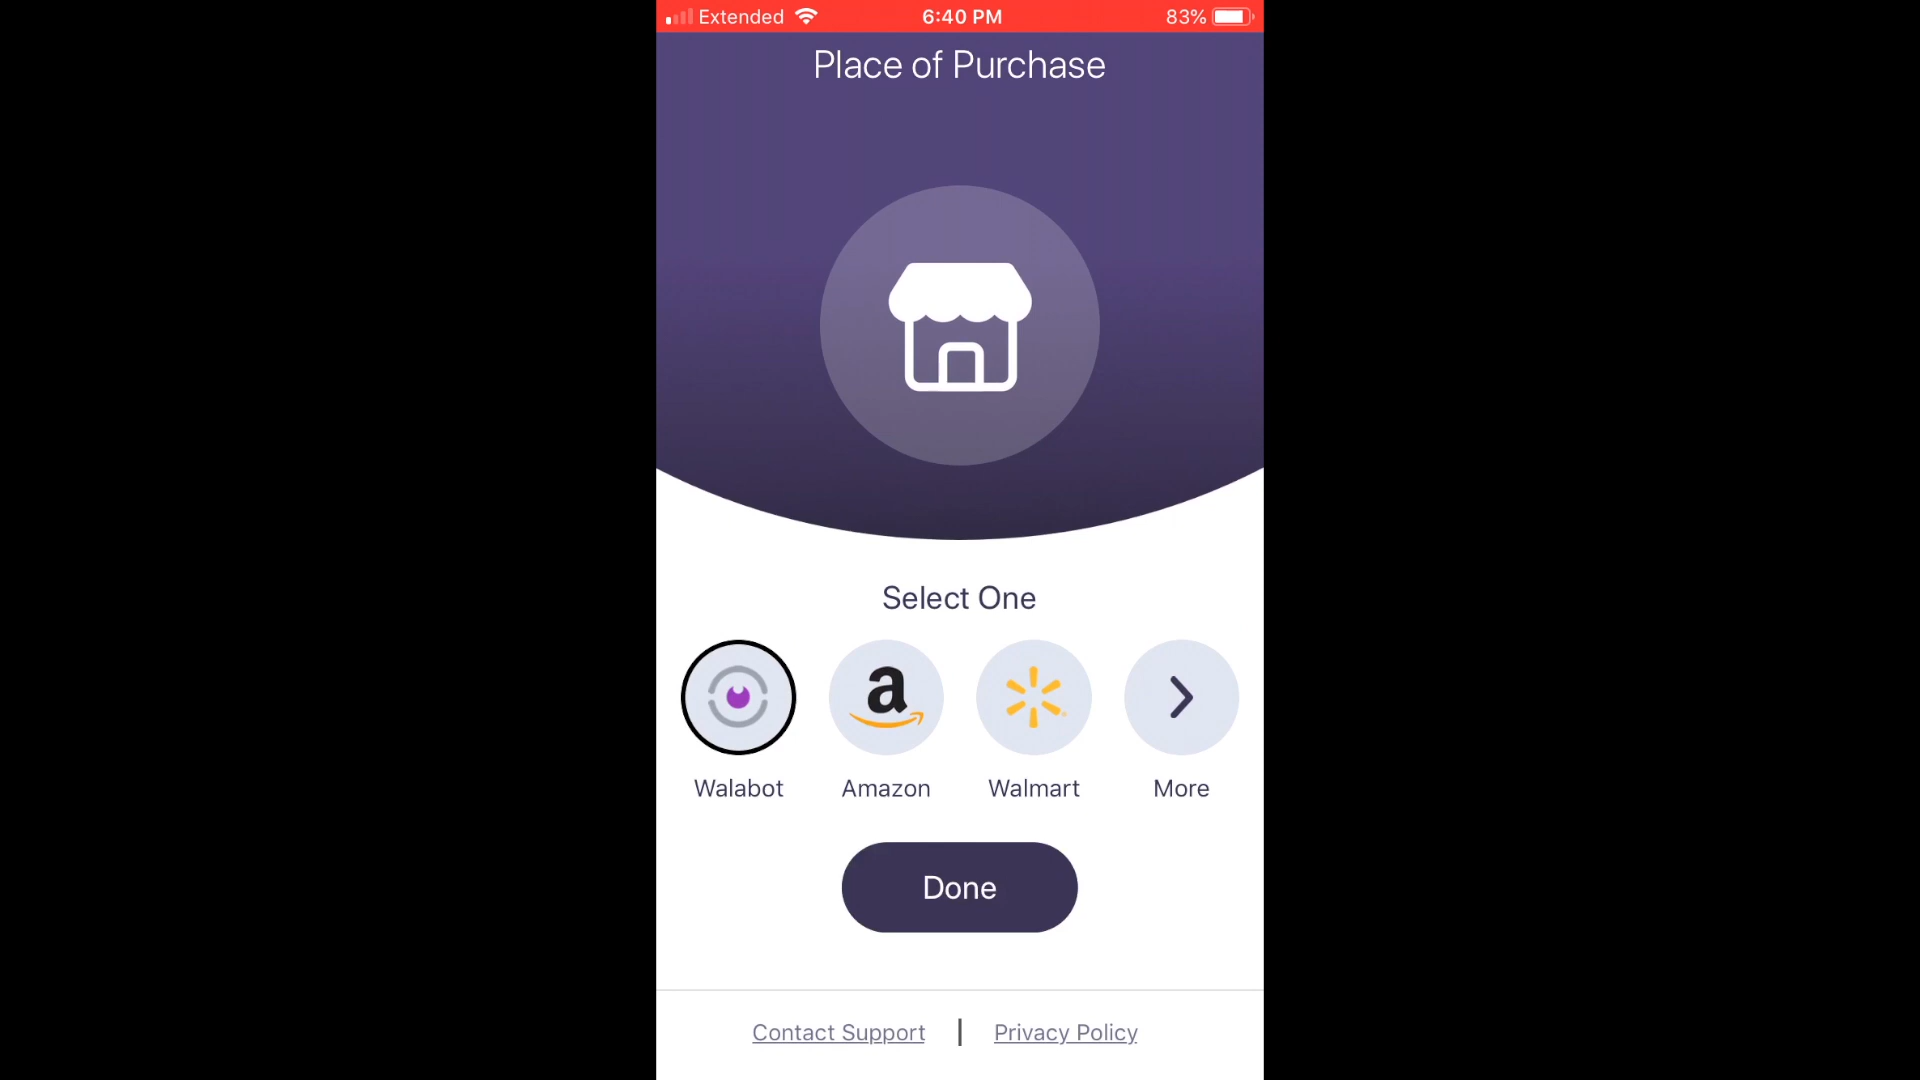 Extended 6:40 PM 83%
Place of Purchase
Select One
a
Walabot Amazon Walmart More
Done
Contact Support | Privacy Policy